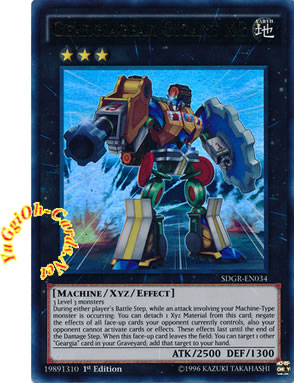 EARTH
地
YuGgiOh-Cards.Net
SDGR-EN034
[MACHINE/XYZ/EFFECT]
3 Level 3 monsters
During either player's Battle Step, while an attack involving your Machine-Type
monster is occurring: You can detach 1 Xyz Material from this card; negate
the effects of all face-up cards your opponent currently controls, also your
opponent cannot activate cards or effects. These effects last until the end of
the Damage Step. When this face-up card leaves the field: You can target 1 other
"Geargia" card in your Graveyard; add that target to your hand.
ATK/2500 DEF/1300
19891310 1st Edition ©1996 KAZUKI TAKAHASHI